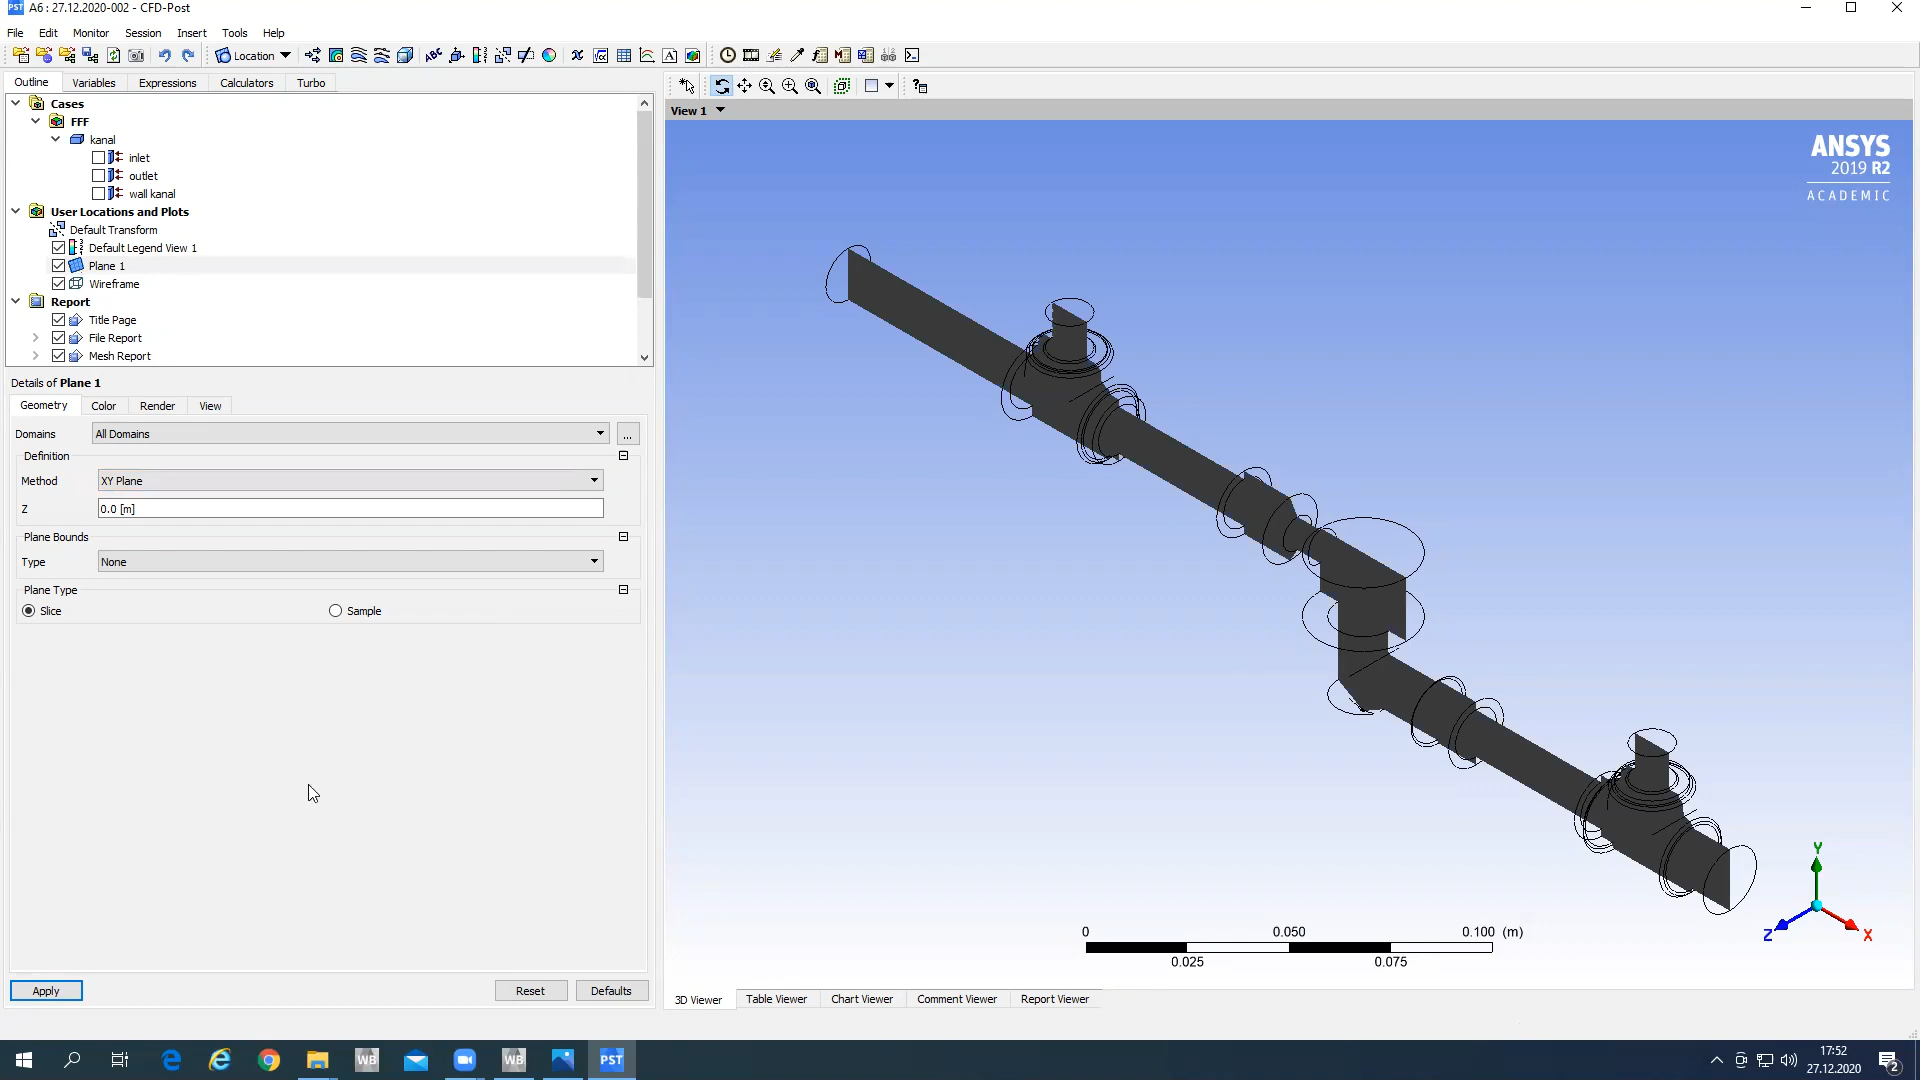 PST A6 : 27.12.2020-002 - CFD-Post
File Edit Monitor Session Insert Tools Help
Location
Outline Variables Expressions Calculators Turbo
Cases
FFF
kanal
inlet
outlet
wall kanal
User Locations and Plots
Default Transform
Default Legend View 1
Plane 1
Wireframe
Report
Title Page
File Report
Mesh Report
Details of Plane 1
Geometry Color Render View
Domains All Domains ...
Definition
Method XY Plane
Z 0.0 [m]
Plane Bounds
Type None
Plane Type
Slice Sample
Apply Reset Defaults
View 1
ANSYS
2019 R2
ACADEMIC
Y
Z X
0 0.050 0.100 (m)
0.025 0.075
3D Viewer Table Viewer Chart Viewer Comment Viewer Report Viewer
WB WB PST
17:52
27.12.2020
2